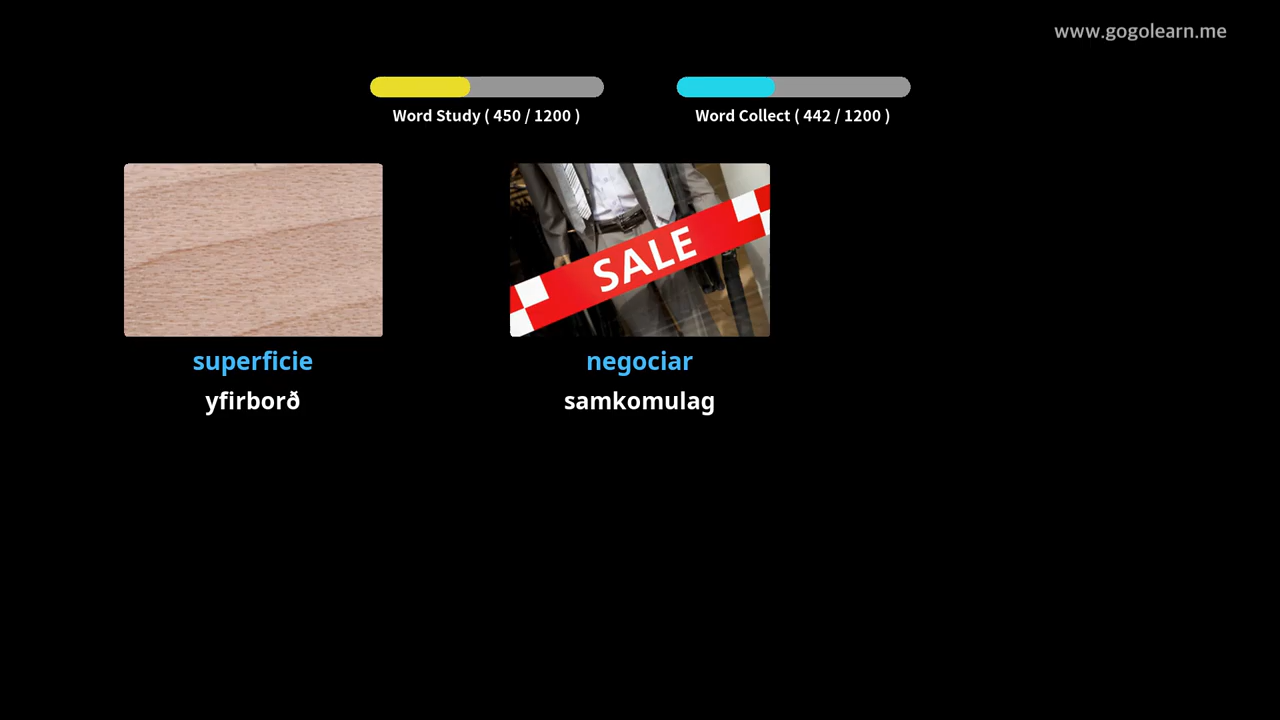 www.gogolearn.me
Word Study ( 450 / 1200 )
Word Collect ( 442 / 1200 )
SALE
superficie
negociar
yfirborð
samkomulag